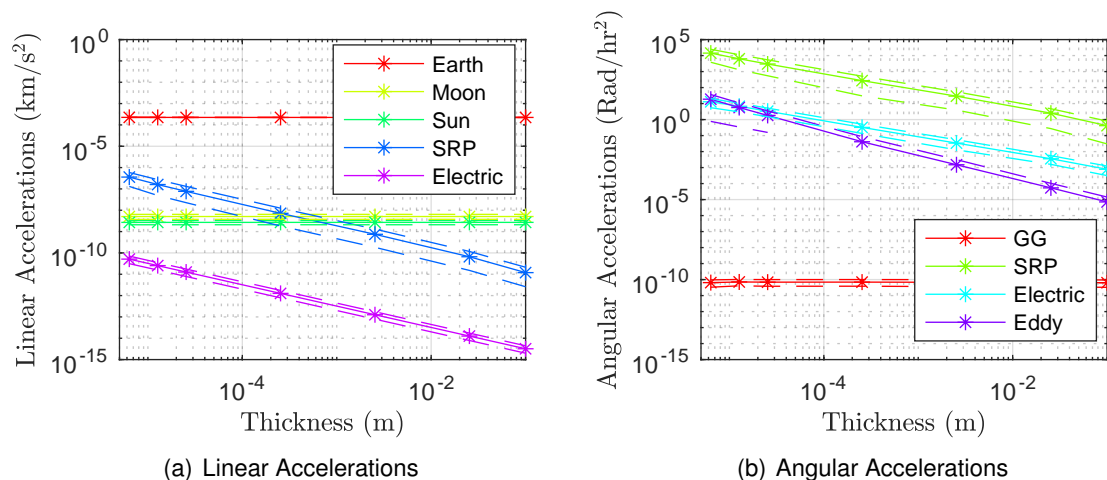 10^0
10^-5
10^-10
10^-15
Linear Accelerations (km/s^2)
Earth
Moon
Sun
SRP
Electric
10^-4
10^-2
Thickness (m)
(a) Linear Accelerations
10^5
10^0
10^-5
10^-10
10^-15
Angular Accelerations (Rad/hr^2)
GG
SRP
Electric
Eddy
10^-4
10^-2
Thickness (m)
(b) Angular Accelerations